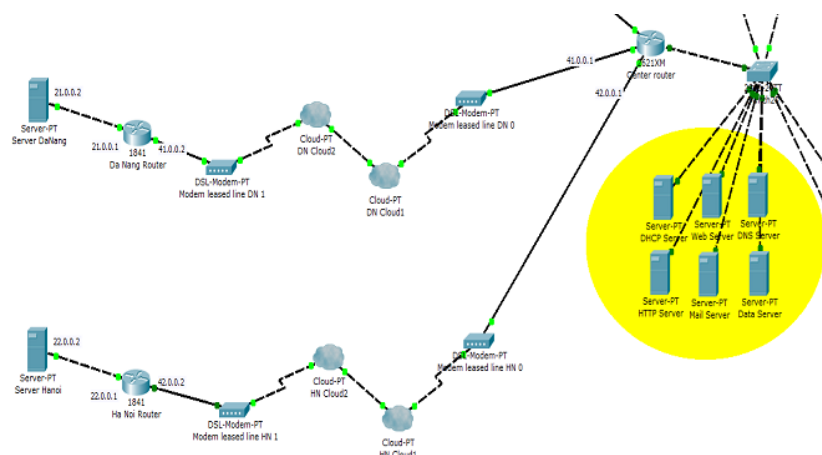 41.0.0.1
2621XM
Center router
42.0.0.1
21.0.0.2
Server-PT
Server DaNang
21.0.0.1
41.0.0.2
1841
Da Nang Router
DSL-Modem-PT
Modem leased line DN 1
Cloud-PT
DN Cloud2
Cloud-PT
DN Cloud1
DSL-Modem-PT
Modem leased line DN 0
Server-PT
DHCP Server
Server-PT
Web Server
Server-PT
DNS Server
Server-PT
HTTP Server
Server-PT
Mail Server
Server-PT
Data Server
22.0.0.2
Server-PT
Server Hanoi
22.0.0.1
42.0.0.2
1841
Ha Noi Router
DSL-Modem-PT
Modem leased line HN 1
Cloud-PT
HN Cloud2
Cloud-PT
HN Cloud1
DSL-Modem-PT
Modem leased line HN 0